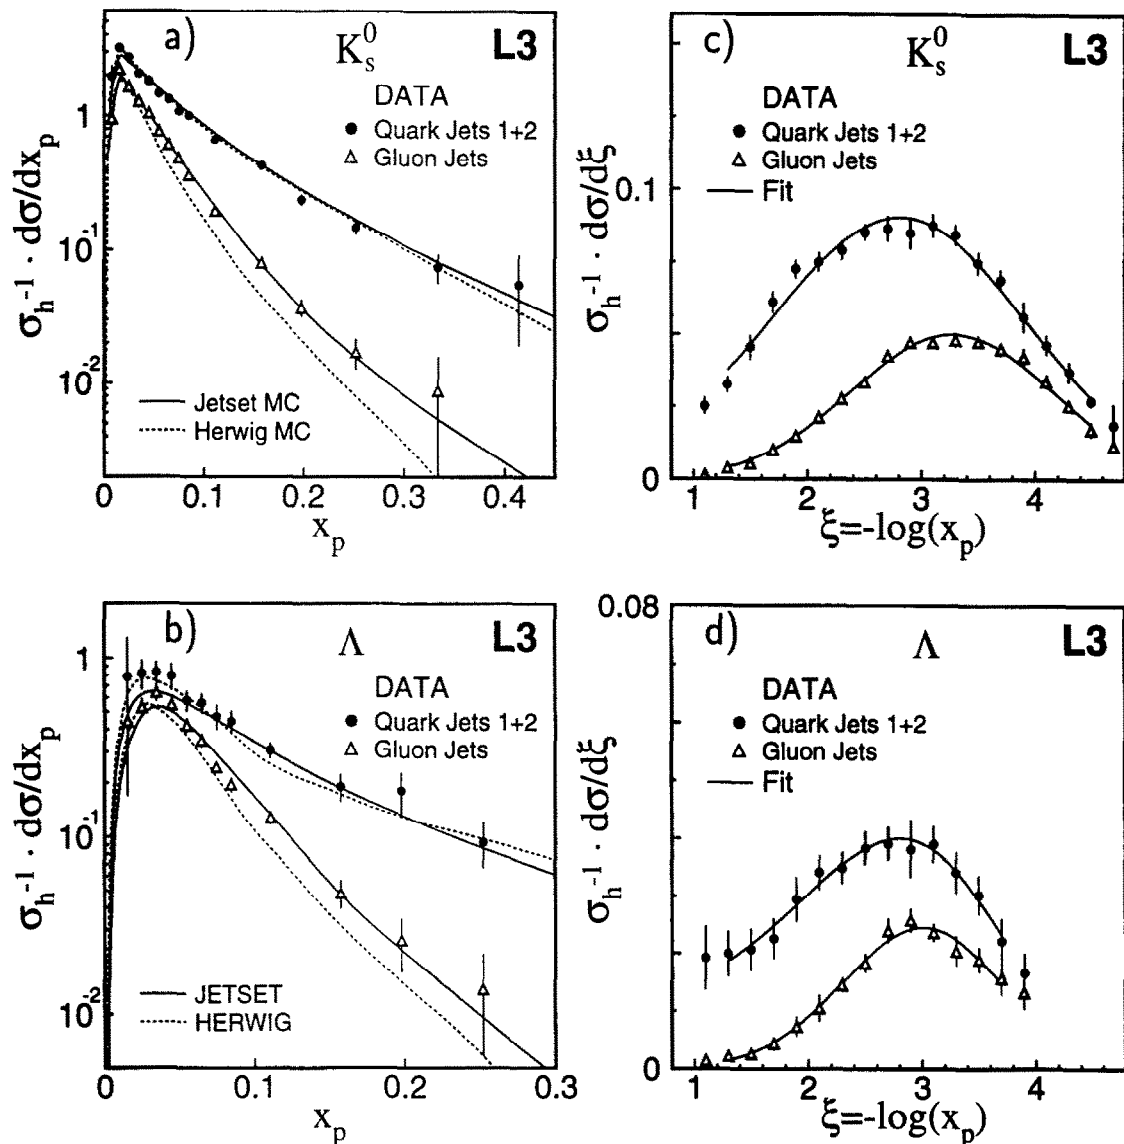 a)
K⁰ₛ
L3
DATA
Quark Jets 1+2
Gluon Jets
Jetset MC
Herwig MC
σₕ⁻¹ · dσ/dxₚ
1
10⁻¹
10⁻²
0
0.1
0.2
0.3
0.4
xₚ
c)
K⁰ₛ
L3
DATA
Quark Jets 1+2
Gluon Jets
Fit
σₕ⁻¹ · dσ/dξ
0.1
0
1
2
3
4
ξ=-log(xₚ)
b)
Λ
L3
DATA
Quark Jets 1+2
Gluon Jets
JETSET
HERWIG
σₕ⁻¹ · dσ/dxₚ
1
10⁻¹
10⁻²
0
0.1
0.2
0.3
xₚ
d)
Λ
L3
DATA
Quark Jets 1+2
Gluon Jets
Fit
σₕ⁻¹ · dσ/dξ
0.08
0
1
2
3
4
ξ=-log(xₚ)